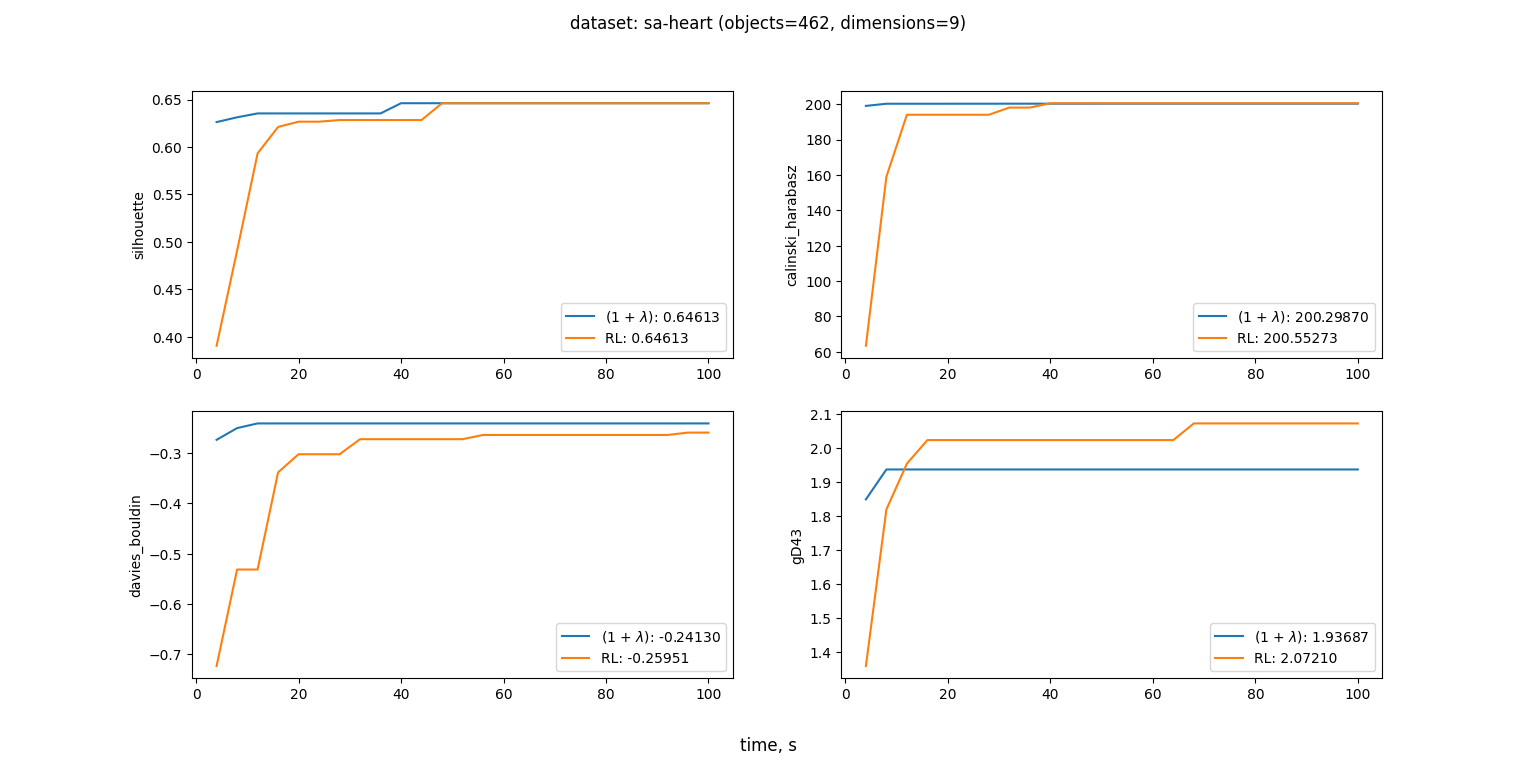 dataset: sa-heart (objects=462, dimensions=9)
silhouette
0.65
0.60
0.55
0.50
0.45
0.40
0 20 40 60 80 100
(1 + λ): 0.64613
RL: 0.64613
calinski_harabasz
200
180
160
140
120
100
80
60
0 20 40 60 80 100
(1 + λ): 200.29870
RL: 200.55273
davies_bouldin
−0.3
−0.4
−0.5
−0.6
−0.7
0 20 40 60 80 100
(1 + λ): -0.24130
RL: -0.25951
gD43
2.1
2.0
1.9
1.8
1.7
1.6
1.5
1.4
0 20 40 60 80 100
(1 + λ): 1.93687
RL: 2.07210
time, s